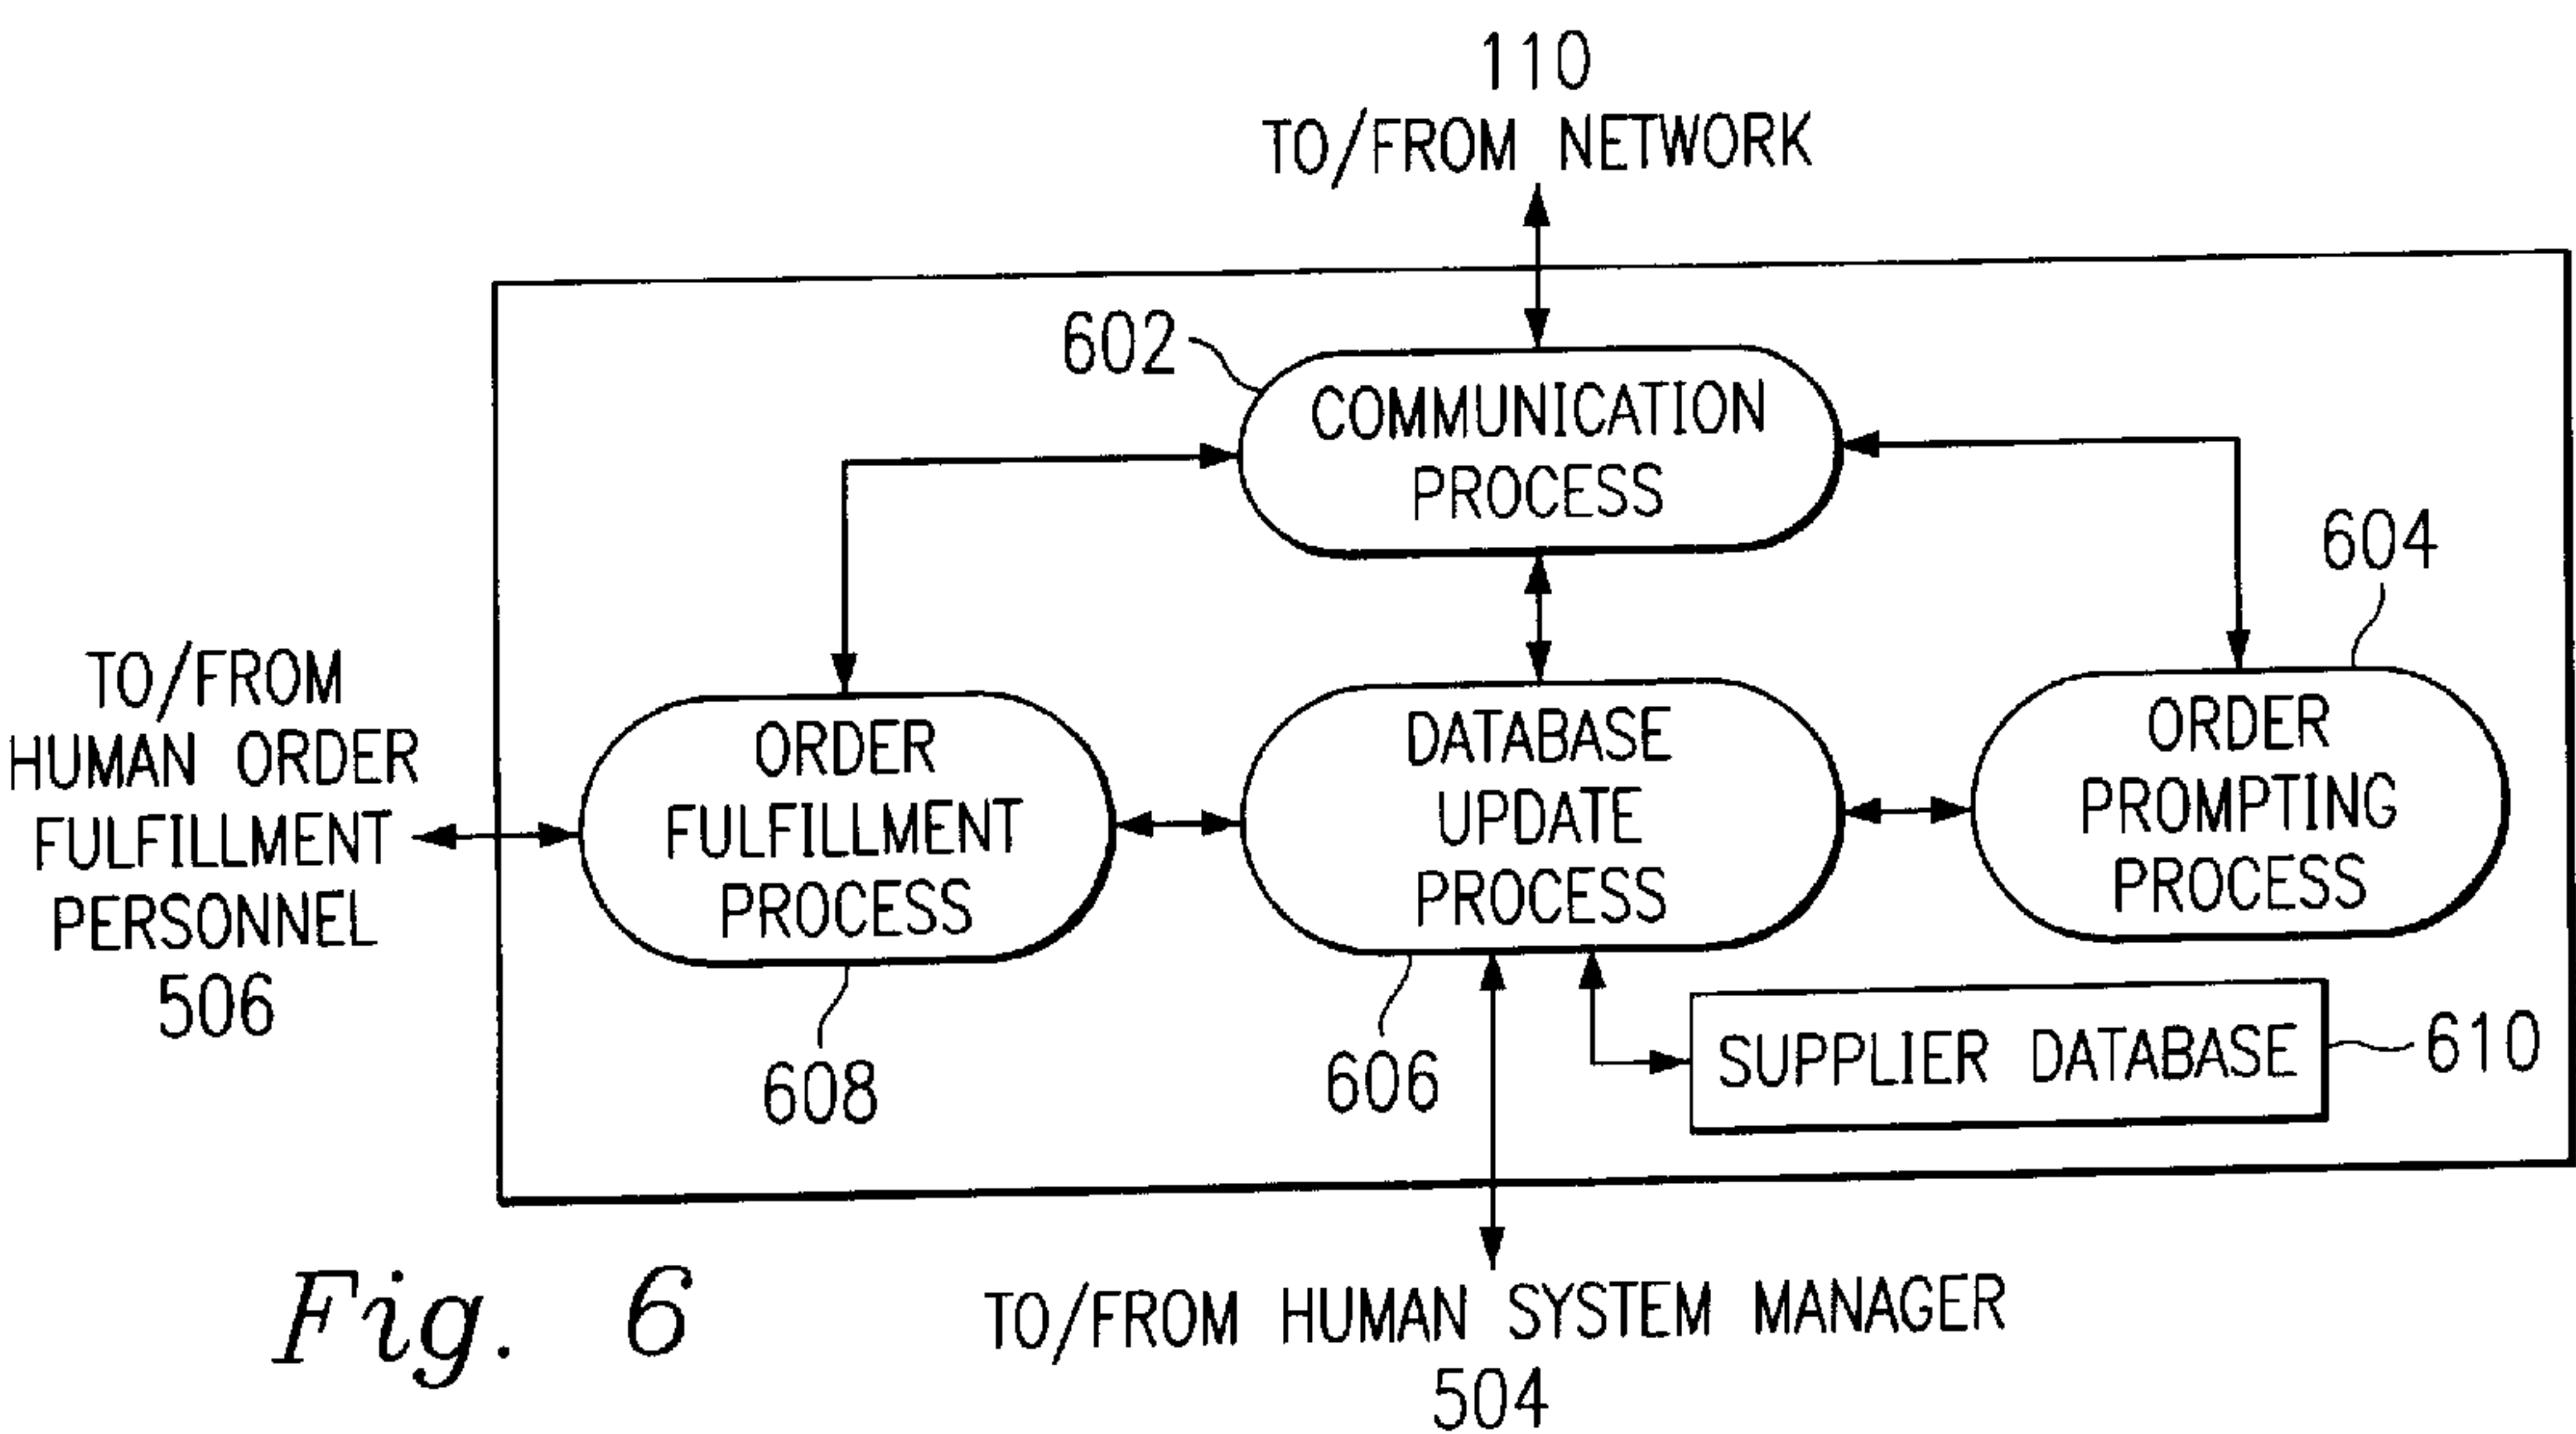 110
TO/FROM NETWORK
602
COMMUNICATION
PROCESS
604
TO/FROM
HUMAN ORDER
FULFILLMENT
PERSONNEL
506
ORDER
FULFILLMENT
PROCESS
608
DATABASE
UPDATE
PROCESS
606
ORDER
PROMPTING
PROCESS
SUPPLIER DATABASE
610
TO/FROM HUMAN SYSTEM MANAGER
504
Fig. 6